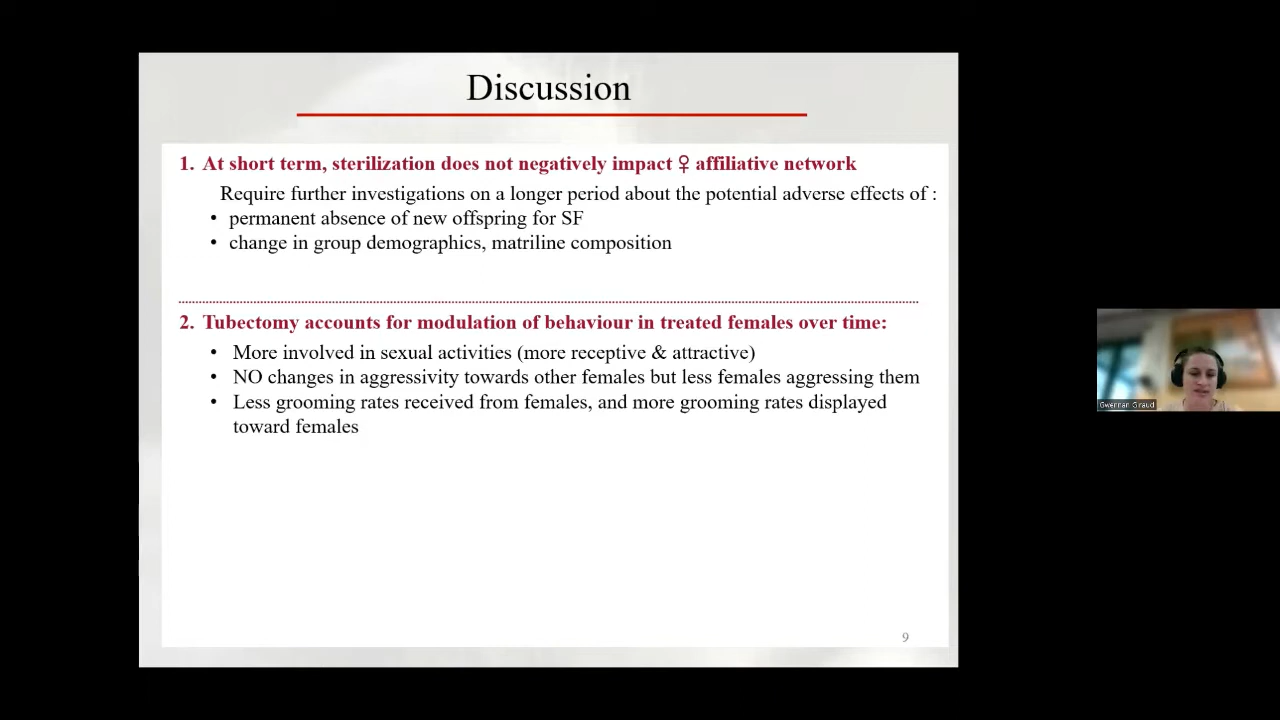 Discussion
1. At short term, sterilization does not negatively impact ♀ affiliative network
Require further investigations on a longer period about the potential adverse effects of :
• permanent absence of new offspring for SF
• change in group demographics, matriline composition
2. Tubectomy accounts for modulation of behaviour in treated females over time:
• More involved in sexual activities (more receptive & attractive)
• NO changes in aggressivity towards other females but less females aggressing them
• Less grooming rates received from females, and more grooming rates displayed
toward females
9
Gwennan Giraud